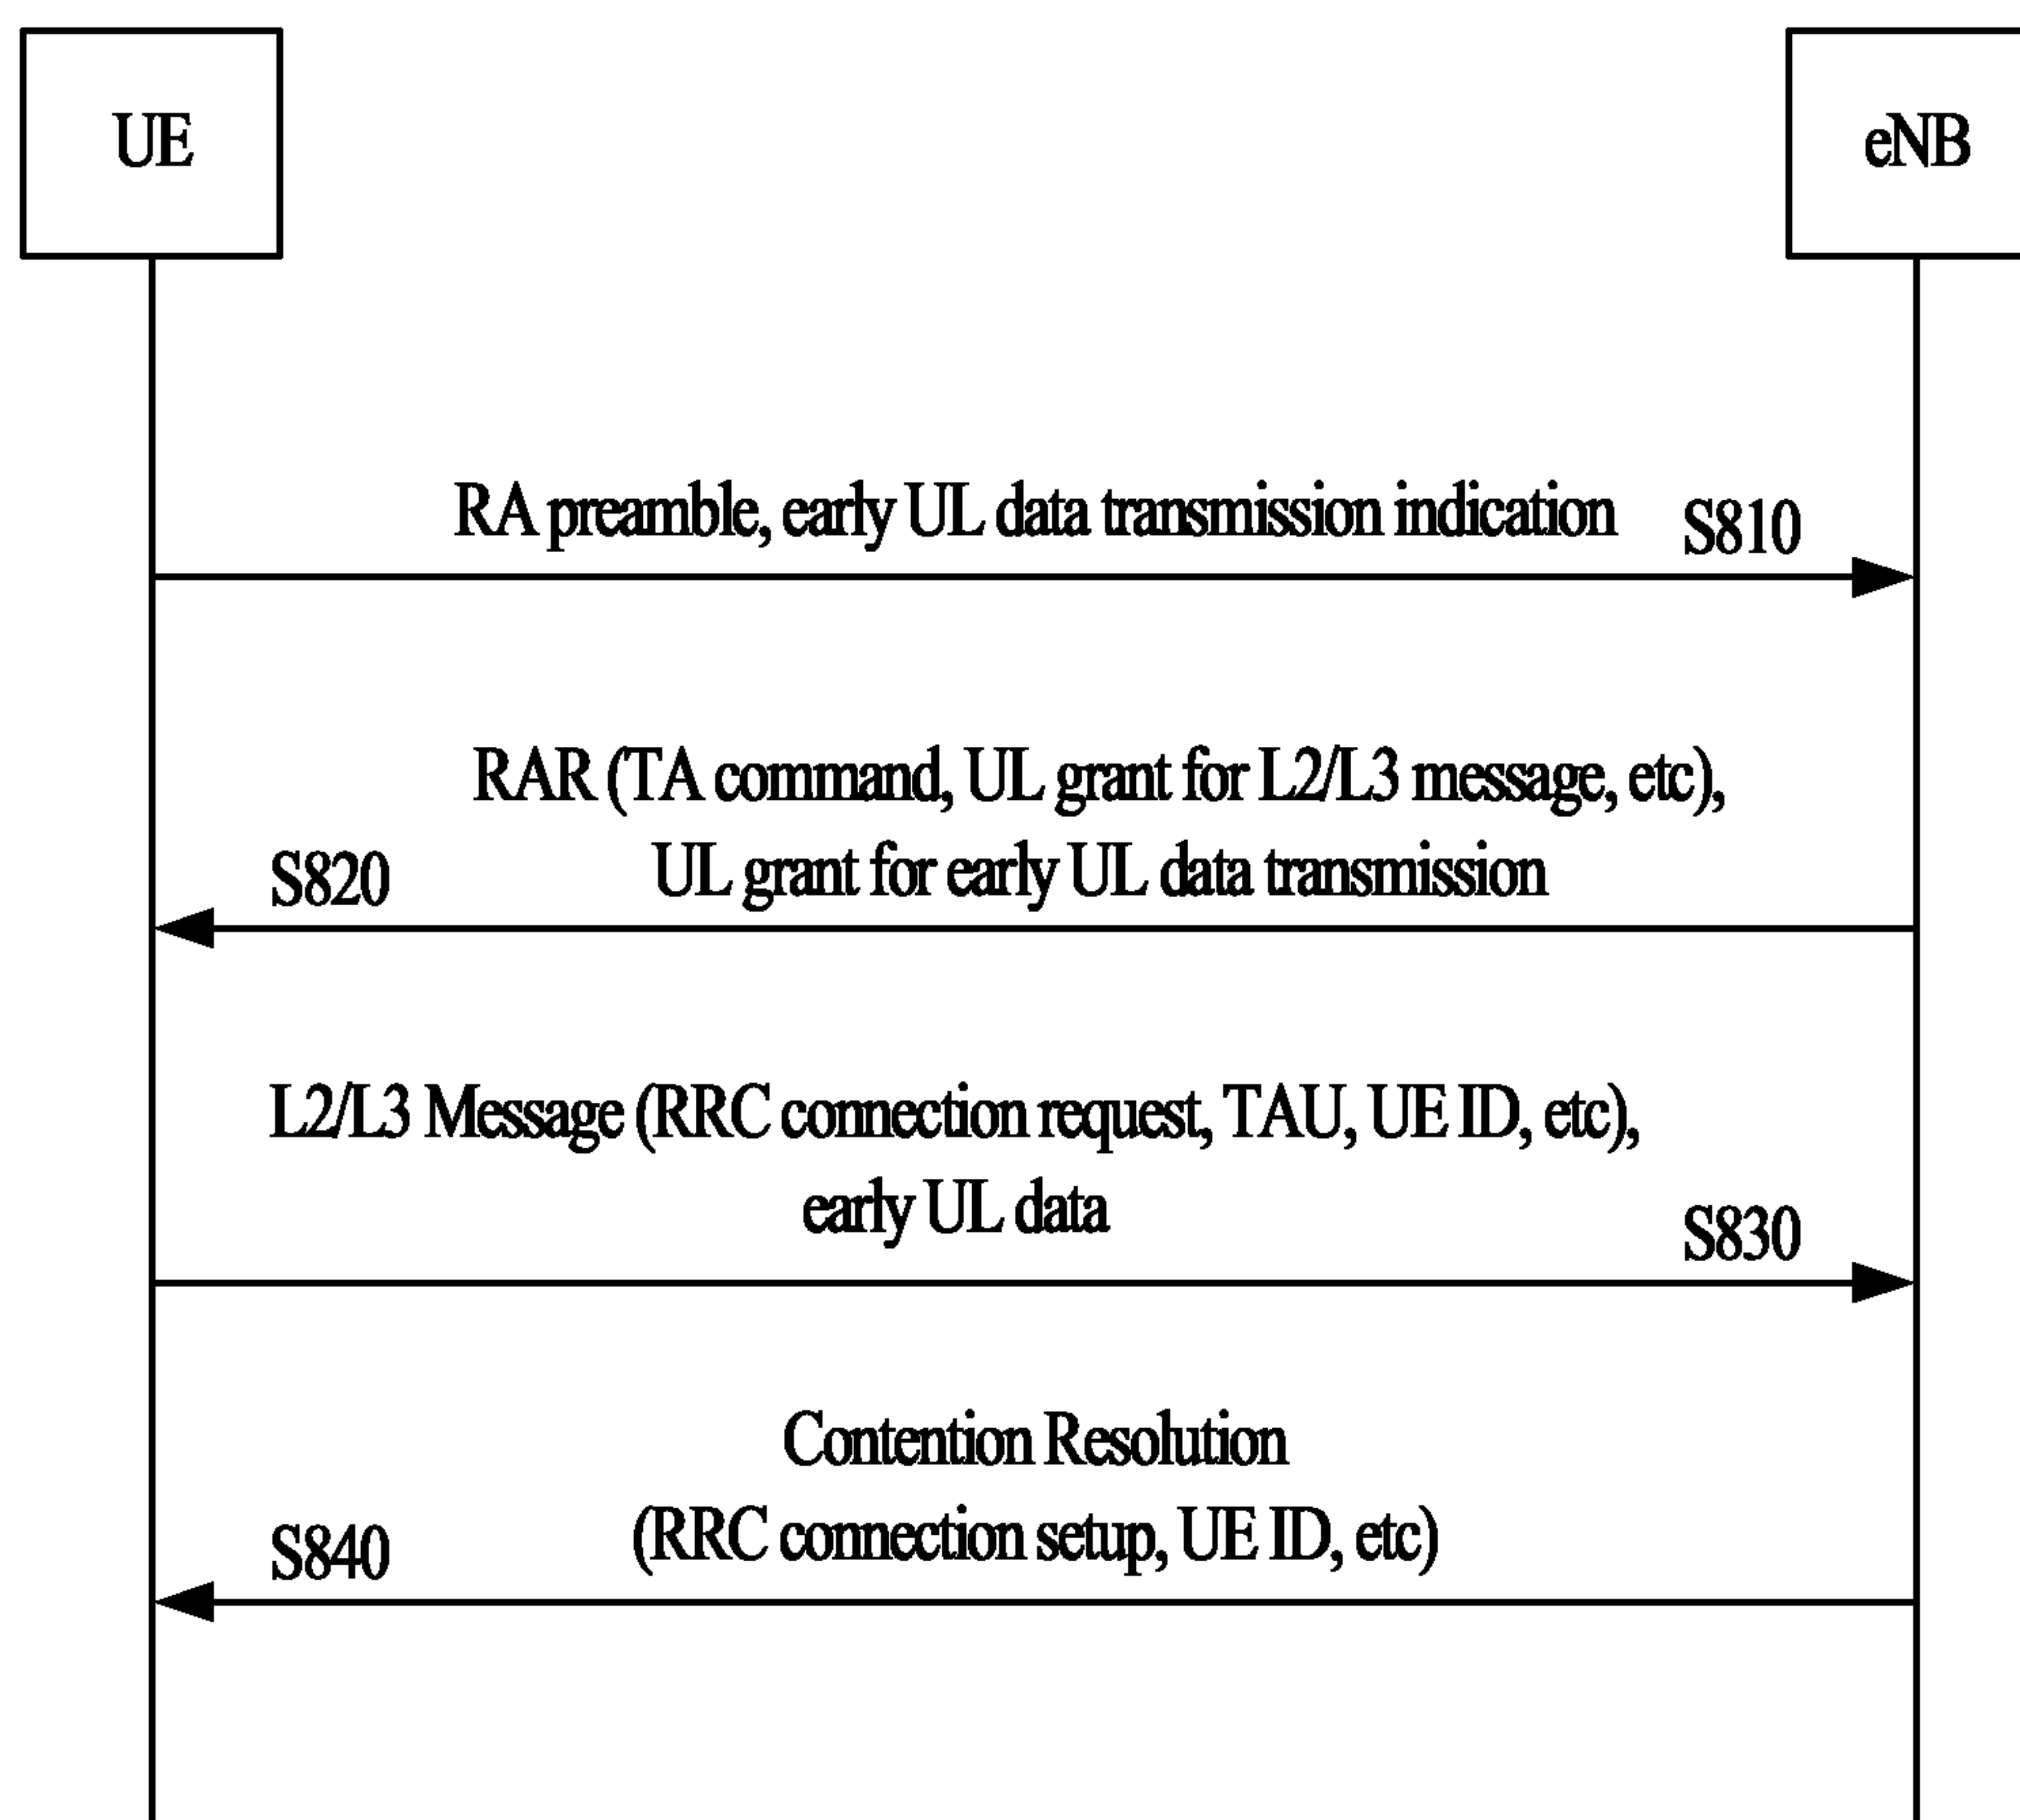 UE
eNB
RA preamble, early UL data transmission indication
S810
RAR (TA command, UL grant for L2/L3 message, etc),
UL grant for early UL data transmission
S820
L2/L3 Message (RRC connection request, TAU, UE ID, etc),
early UL data
S830
Contention Resolution
(RRC connection setup, UE ID, etc)
S840